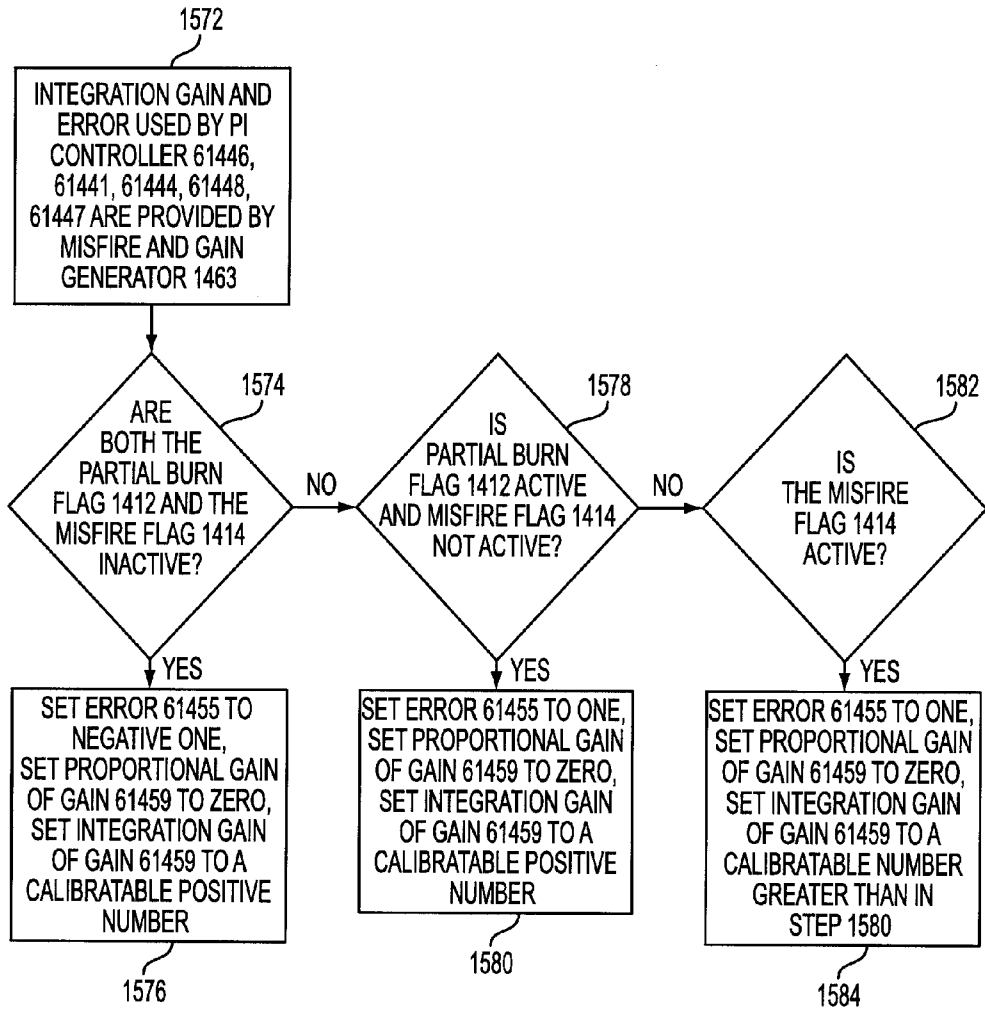 1572
INTEGRATION GAIN AND
ERROR USED BY PI
CONTROLLER 61446,
61441, 61444, 61448,
61447 ARE PROVIDED BY
MISFIRE AND GAIN
GENERATOR 1463
1574
ARE
BOTH THE
PARTIAL BURN
FLAG 1412 AND THE
MISFIRE FLAG 1414
INACTIVE?
NO
1578
IS
PARTIAL BURN
FLAG 1412 ACTIVE
AND MISFIRE FLAG 1414
NOT ACTIVE?
NO
1582
IS
THE MISFIRE
FLAG 1414
ACTIVE?
YES
SET ERROR 61455 TO
NEGATIVE ONE,
SET PROPORTIONAL GAIN
OF GAIN 61459 TO ZERO,
SET INTEGRATION GAIN
OF GAIN 61459 TO A
CALIBRATABLE POSITIVE
NUMBER
1576
YES
SET ERROR 61455 TO ONE,
SET PROPORTIONAL GAIN
OF GAIN 61459 TO ZERO,
SET INTEGRATION GAIN
OF GAIN 61459 TO A
CALIBRATABLE POSITIVE
NUMBER
1580
YES
SET ERROR 61455 TO ONE,
SET PROPORTIONAL GAIN
OF GAIN 61459 TO ZERO,
SET INTEGRATION GAIN
OF GAIN 61459 TO A
CALIBRATABLE NUMBER
GREATER THAN IN
STEP 1580
1584